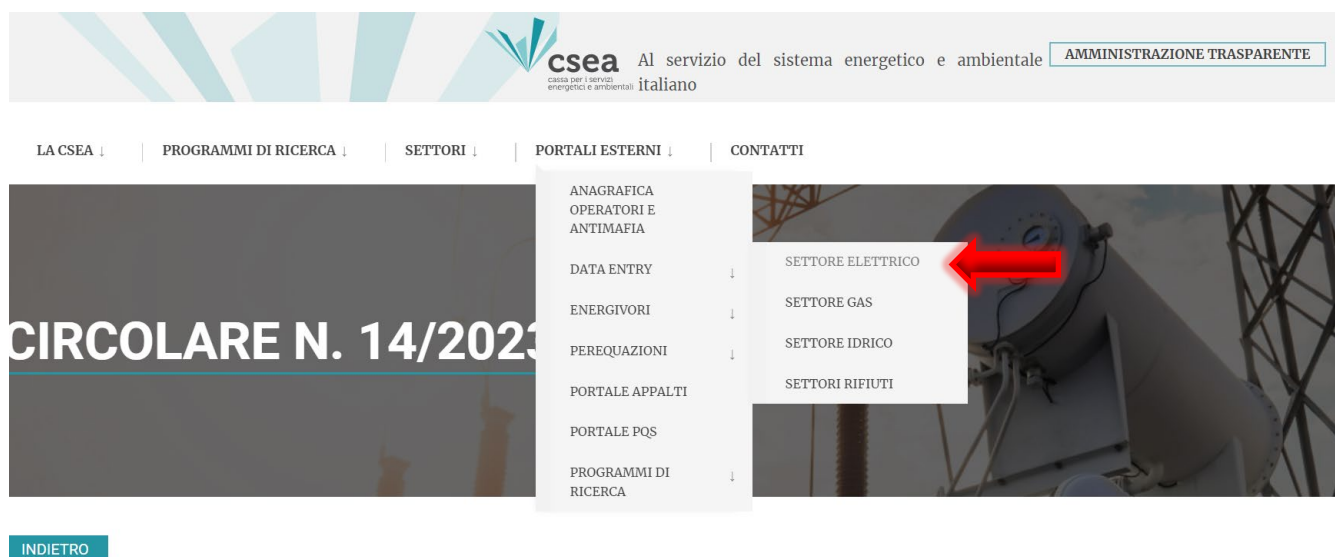 csea
cassa per i servizi
energetici e ambientali
Al servizio del sistema energetico e ambientale
italiano
AMMINISTRAZIONE TRASPARENTE
LA CSEA ↓
PROGRAMMI DI RICERCA ↓
SETTORI ↓
PORTALI ESTERNI ↓
CONTATTI
ANAGRAFICA
OPERATORI E
ANTIMAFIA
DATA ENTRY ↓
ENERGIVORI ↓
PEREQUAZIONI ↓
PORTALE APPALTI
PORTALE PQS
PROGRAMMI DI
RICERCA ↓
SETTORE ELETTRICO
SETTORE GAS
SETTORE IDRICO
SETTORI RIFIUTI
CIRCOLARE N. 14/2023
INDIETRO